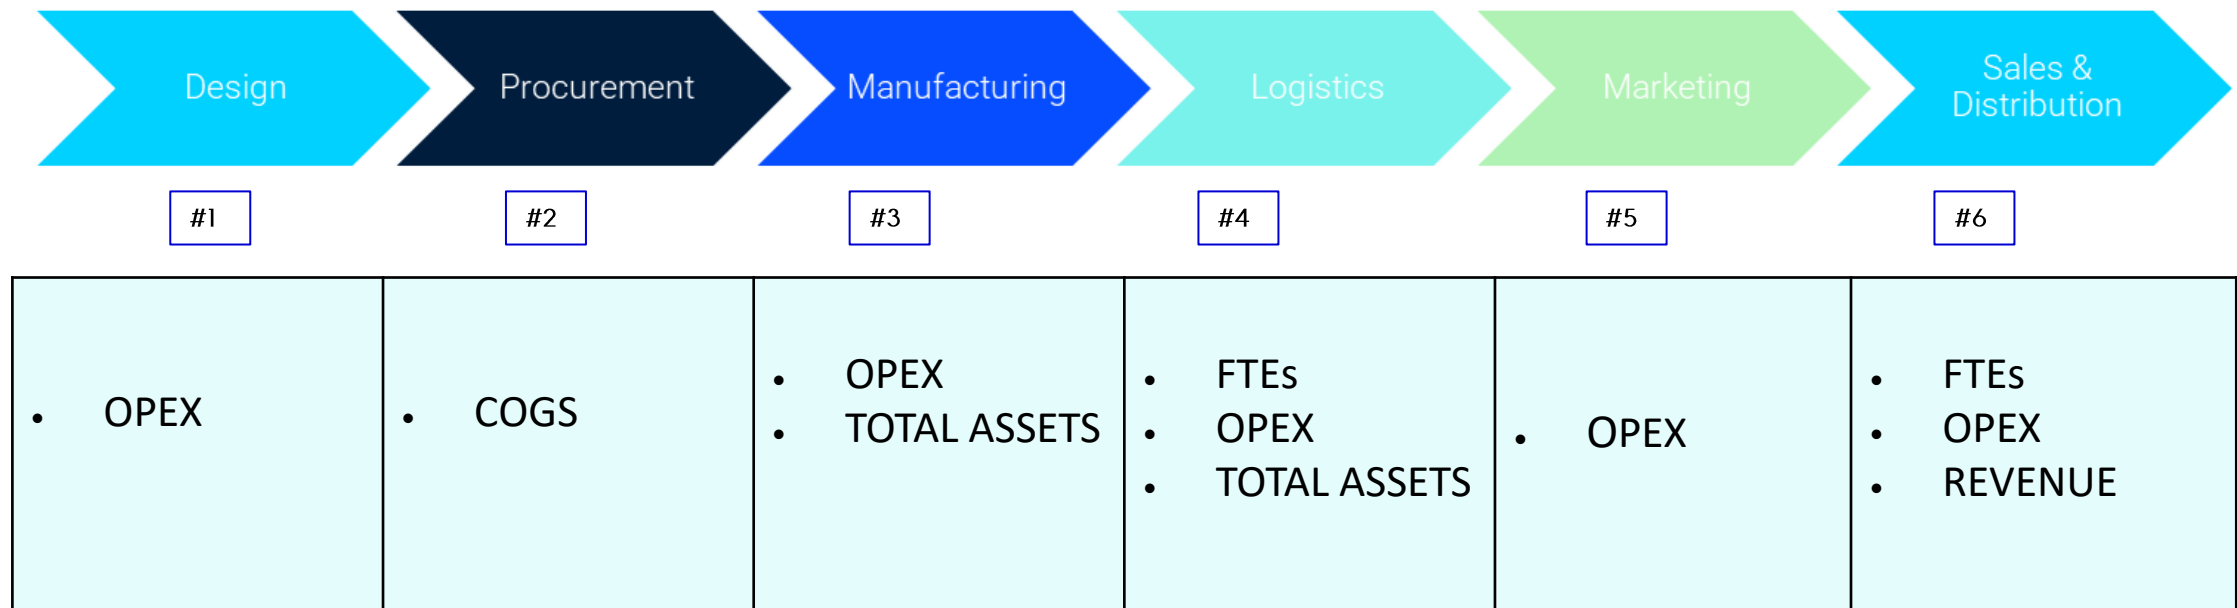 Design
Procurement
Manufacturing
Logistics
Marketing
Sales &
Distribution
#1
#2
#3
#4
#5
#6
• OPEX
• COGS
• OPEX
• TOTAL ASSETS
• FTEs
• OPEX
• TOTAL ASSETS
• OPEX
• FTEs
• OPEX
• REVENUE